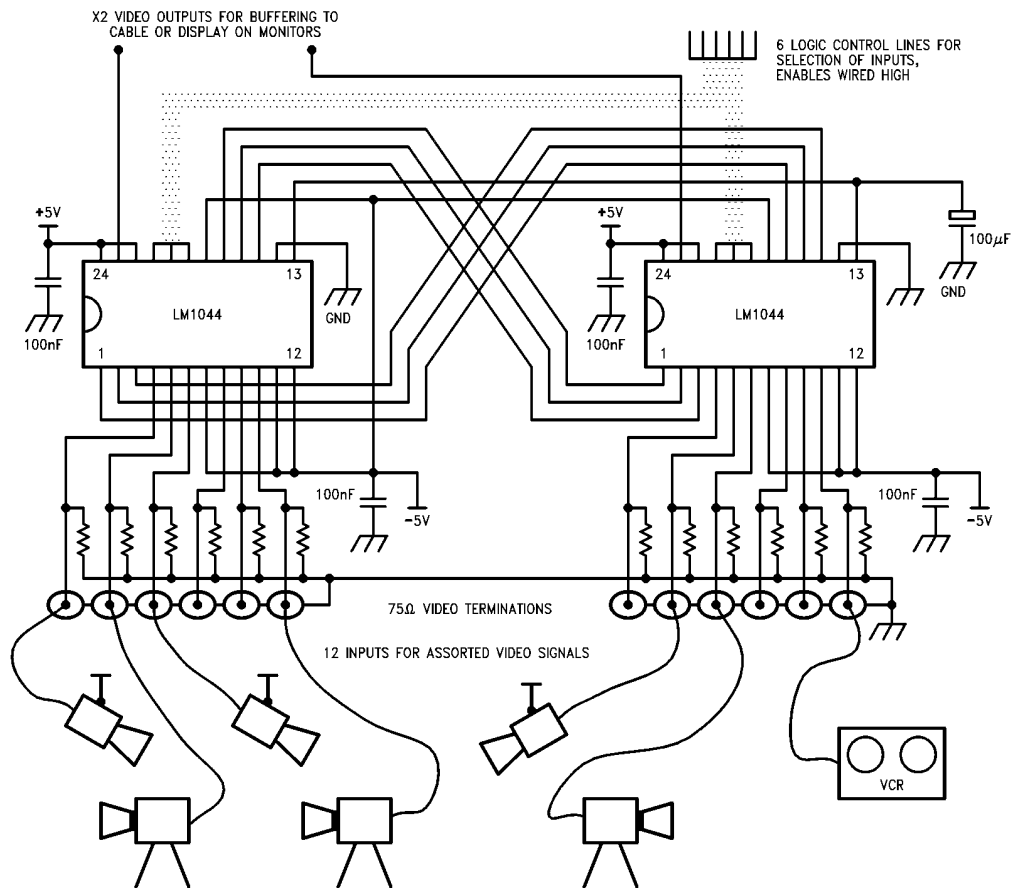 X2 VIDEO OUTPUTS FOR BUFFERING TO
CABLE OR DISPLAY ON MONITORS
6 LOGIC CONTROL LINES FOR
SELECTION OF INPUTS,
ENABLES WIRED HIGH
+5V
+5V
100µF
GND
24
13
LM1044
1
12
100nF
GND
24
13
LM1044
1
12
100nF
100nF
-5V
100nF
-5V
75Ω VIDEO TERMINATIONS
12 INPUTS FOR ASSORTED VIDEO SIGNALS
VCR